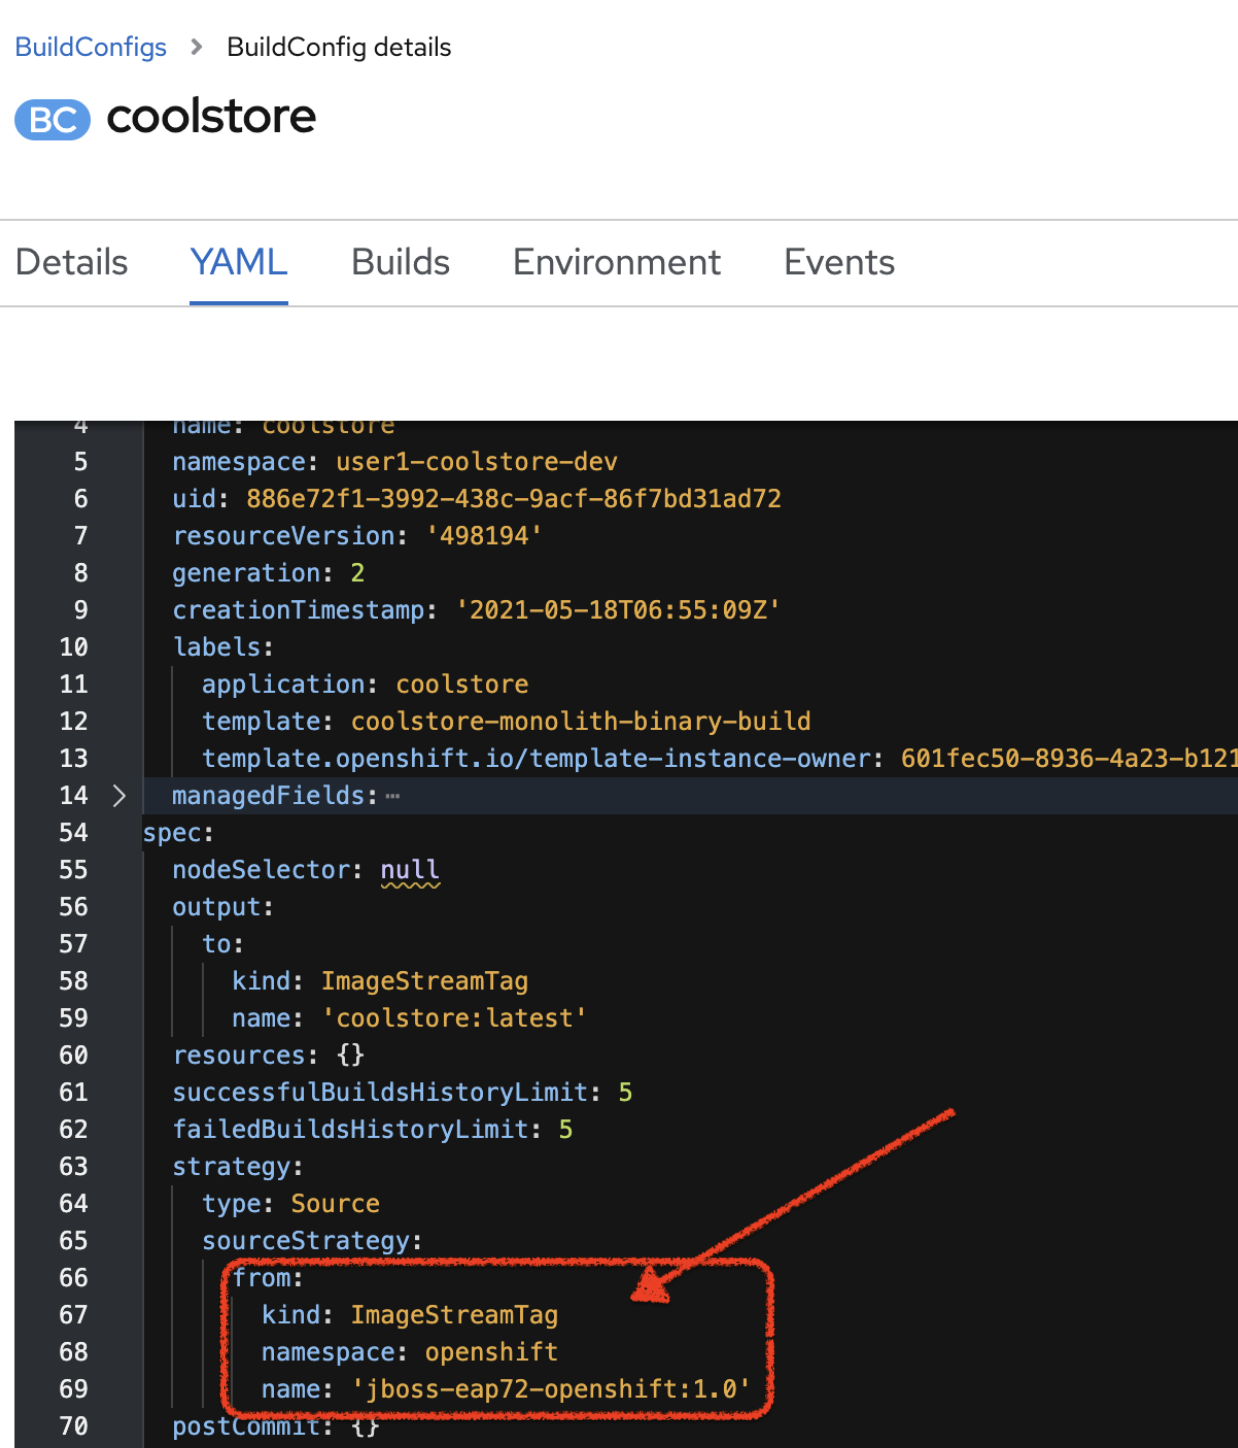 BuildConfigs > BuildConfig details
BC coolstore
Details YAML Builds Environment Events
4 name: coolstore
5 namespace: user1-coolstore-dev
6 uid: 886e72f1-3992-438c-9acf-86f7bd31ad72
7 resourceVersion: '498194'
8 generation: 2
9 creationTimestamp: '2021-05-18T06:55:09Z'
10 labels:
11 application: coolstore
12 template: coolstore-monolith-binary-build
13 template.openshift.io/template-instance-owner: 601fec50-8936-4a23-b121
14 > managedFields: ⋯
54 spec:
55 nodeSelector: null
56 output:
57 to:
58 kind: ImageStreamTag
59 name: 'coolstore:latest'
60 resources: {}
61 successfulBuildsHistoryLimit: 5
62 failedBuildsHistoryLimit: 5
63 strategy:
64 type: Source
65 sourceStrategy:
66 from:
67 kind: ImageStreamTag
68 namespace: openshift
69 name: 'jboss-eap72-openshift:1.0'
70 postCommit: {}